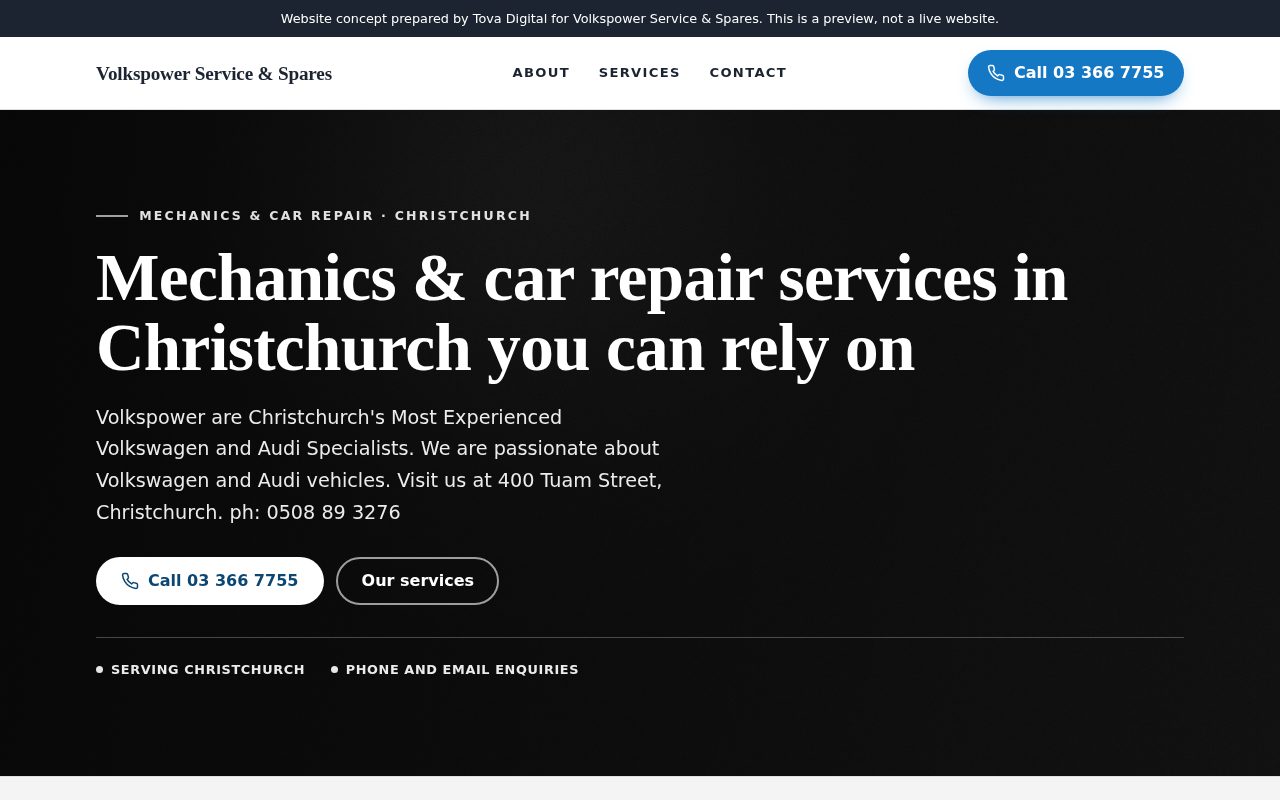 Website concept prepared by Tova Digital for Volkspower Service & Spares. This is a preview, not a live website.
Volkspower Service & Spares
ABOUT
SERVICES
CONTACT
Call 03 366 7755
MECHANICS & CAR REPAIR · CHRISTCHURCH
Mechanics & car repair services in
Christchurch you can rely on
Volkspower are Christchurch's Most Experienced
Volkswagen and Audi Specialists. We are passionate about
Volkswagen and Audi vehicles. Visit us at 400 Tuam Street,
Christchurch. ph: 0508 89 3276
Call 03 366 7755
Our services
SERVING CHRISTCHURCH
PHONE AND EMAIL ENQUIRIES